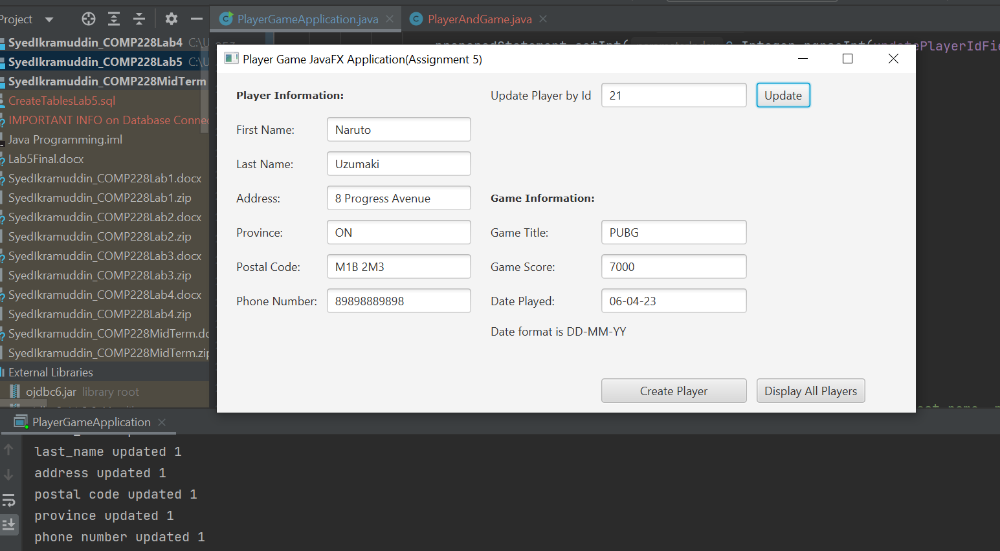 Project
PlayerGameApplication.java
PlayerAndGame.java
SyedIkramuddin_COMP228Lab4 C:\U
SyedIkramuddin_COMP228Lab5 C:\U
SyedIkramuddin_COMP228MidTerm
CreateTablesLab5.sql
IMPORTANT INFO on Database Connec
Java Programming.iml
Lab5Final.docx
SyedIkramuddin_COMP228Lab1.docx
SyedIkramuddin_COMP228Lab1.zip
SyedIkramuddin_COMP228Lab2.docx
SyedIkramuddin_COMP228Lab2.zip
SyedIkramuddin_COMP228Lab3.docx
SyedIkramuddin_COMP228Lab3.zip
SyedIkramuddin_COMP228Lab4.docx
SyedIkramuddin_COMP228Lab4.zip
SyedIkramuddin_COMP228MidTerm.do
SyedIkramuddin_COMP228MidTerm.zip
External Libraries
ojdbc6.jar library root
Player Game JavaFX Application(Assignment 5)
Player Information:
Update Player by Id 21 Update
First Name: Naruto
Last Name: Uzumaki
Address: 8 Progress Avenue
Game Information:
Province: ON
Game Title: PUBG
Postal Code: M1B 2M3
Game Score: 7000
Phone Number: 89898889898
Date Played: 06-04-23
Date format is DD-MM-YY
Create Player Display All Players
PlayerGameApplication
last_name updated 1
address updated 1
postal code updated 1
province updated 1
phone number updated 1